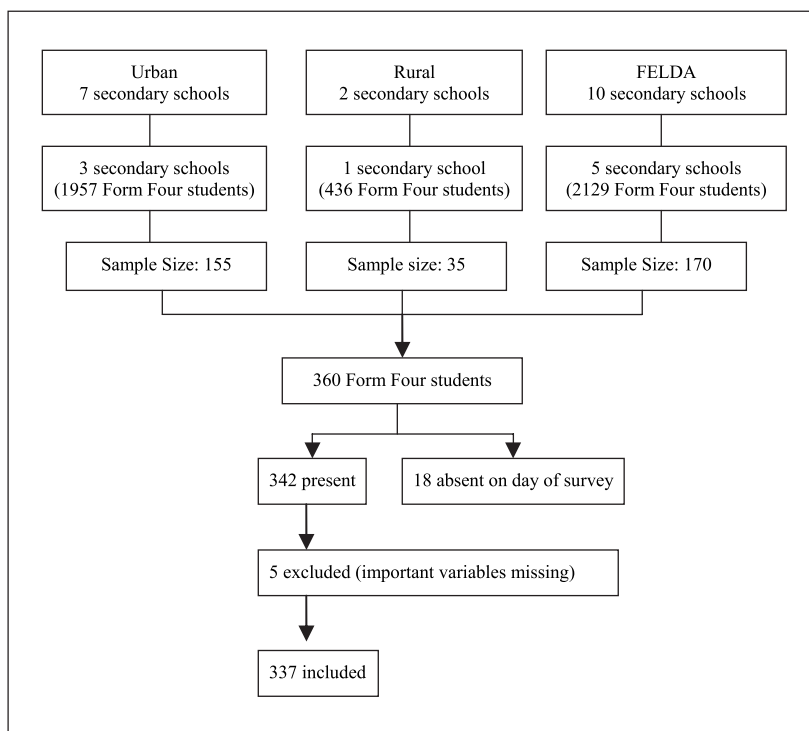 Urban
7 secondary schools
Rural
2 secondary schools
FELDA
10 secondary schools
3 secondary schools
(1957 Form Four students)
1 secondary school
(436 Form Four students)
5 secondary schools
(2129 Form Four students)
Sample Size: 155
Sample size: 35
Sample Size: 170
360 Form Four students
342 present
18 absent on day of survey
5 excluded (important variables missing)
337 included